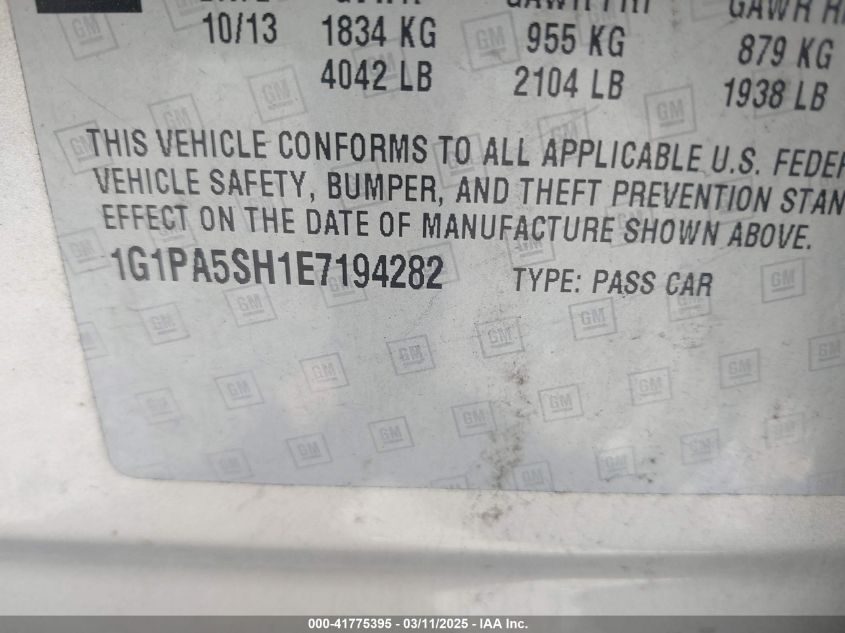 10/13 1834 KG 955 KG 879 KG
4042 LB 2104 LB 1938 LB
THIS VEHICLE CONFORMS TO ALL APPLICABLE U.S. FEDER
VEHICLE SAFETY, BUMPER, AND THEFT PREVENTION STAN
EFFECT ON THE DATE OF MANUFACTURE SHOWN ABOVE.
1G1PA5SH1E7194282 TYPE: PASS CAR
GM
000-41775395 - 03/11/2025 - IAA Inc.